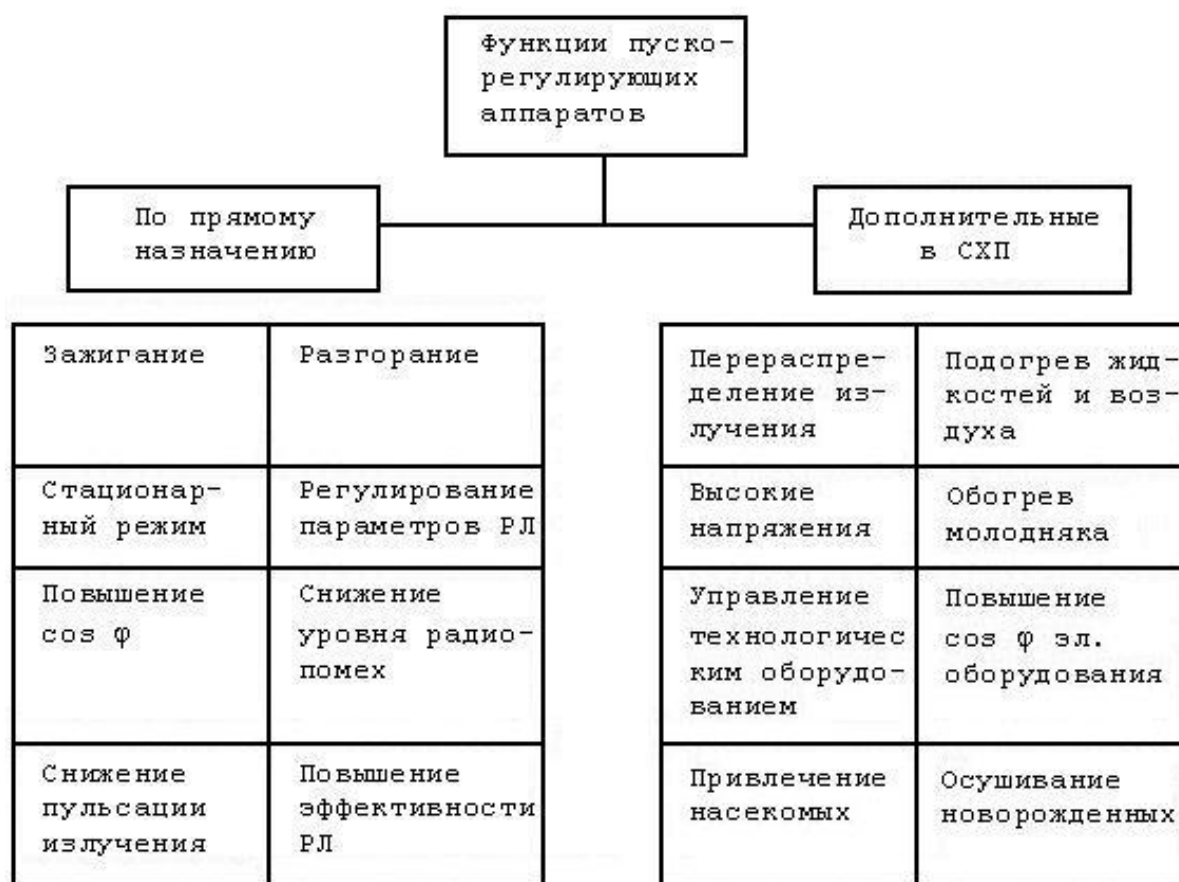 Функции пуско-
регулирующих
аппаратов
По прямому
назначению
Дополнительные
в СХП
Зажигание
Разгорание
Стационар-
ный режим
Регулирование
параметров РЛ
Повышение
cos φ
Снижение
уровня радио-
помех
Снижение
пульсации
излучения
Повышение
эффективности
РЛ
Перераспре-
деление из-
лучения
Подогрев жид-
костей и воз-
духа
Высокие
напряжения
Обогрев
молодняка
Управление
технологичес
ким оборудо-
ванием
Повышение
cos φ эл.
оборудования
Привлечение
насекомых
Осушивание
новорожденных